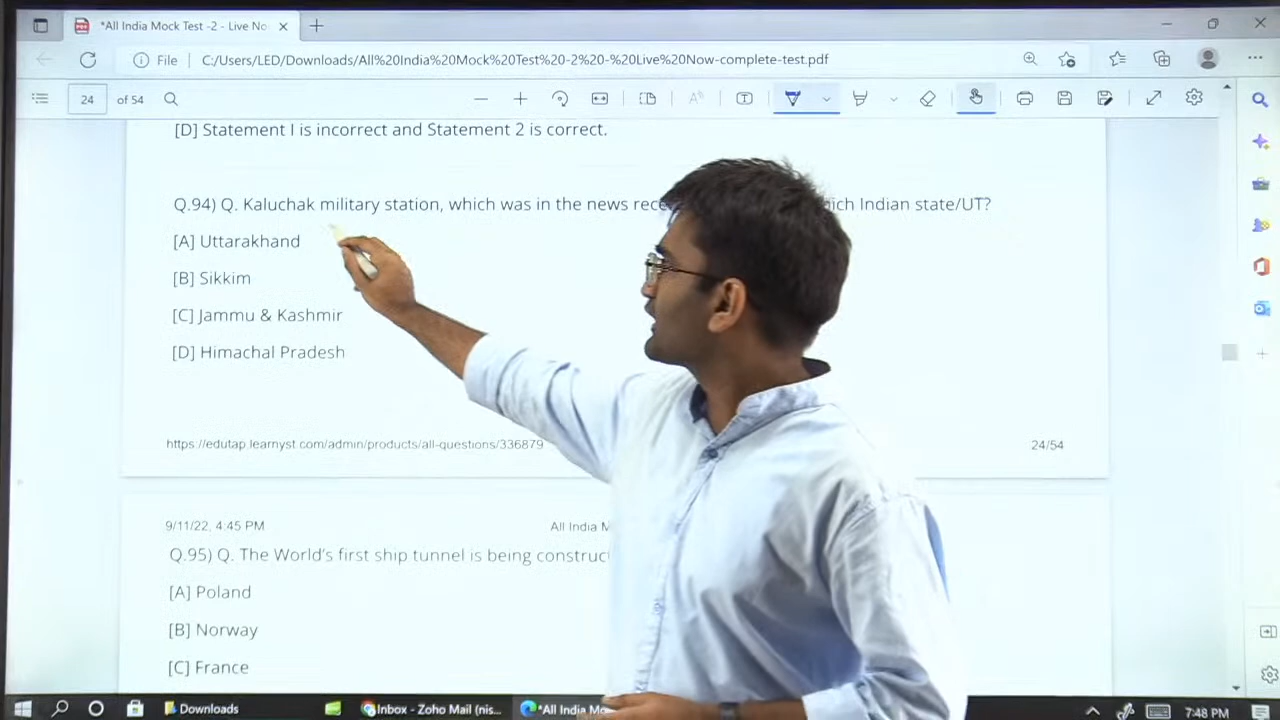 *All India Mock Test -2 - Live No
File
C:/Users/LED/Downloads/All%20India%20Mock%20Test%20-2%20-%20Live%20Now-complete-test.pdf
24 of 54
[D] Statement I is incorrect and Statement 2 is correct.
Q.94) Q. Kaluchak military station, which was in the news rece ich Indian state/UT?
[A] Uttarakhand
[B] Sikkim
[C] Jammu & Kashmir
[D] Himachal Pradesh
https://edutap.learnyst.com/admin/products/all-questions/336879
24/54
9/11/22, 4:45 PM
All India M
Q.95) Q. The World's first ship tunnel is being construc
[A] Poland
[B] Norway
[C] France
Downloads
Inbox - Zoho Mail (nis...
*All India Mo
7:48 PM